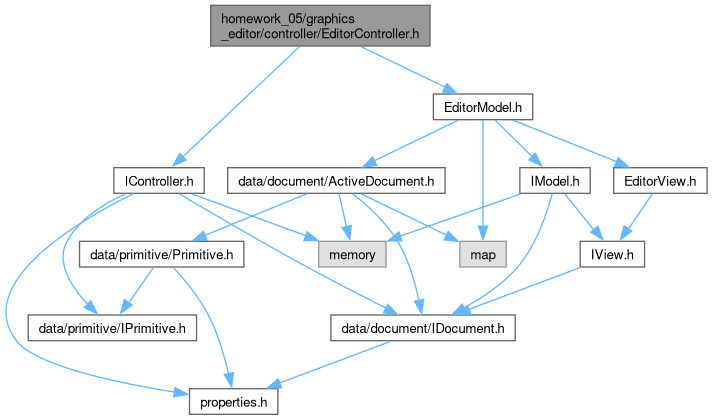 homework_05/graphics
_editor/controller/EditorController.h
EditorModel.h
IController.h
data/document/ActiveDocument.h
IModel.h
EditorView.h
data/primitive/Primitive.h
memory
map
IView.h
data/primitive/IPrimitive.h
data/document/IDocument.h
properties.h